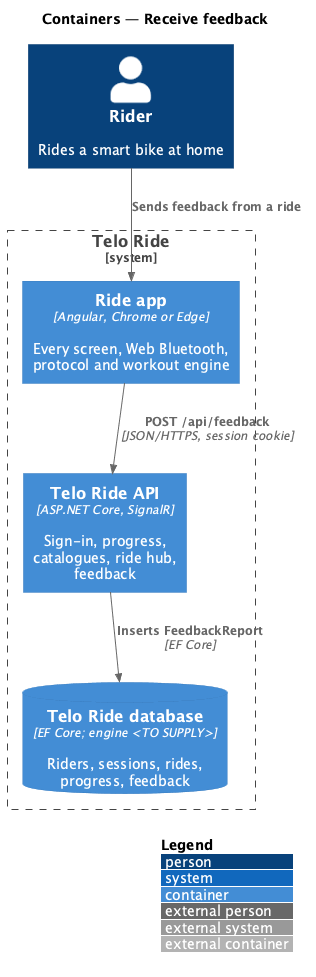 Containers — Receive feedback
Rider
Rides a smart bike at home
Sends feedback from a ride
Telo Ride
[system]
Ride app
[Angular, Chrome or Edge]
Every screen, Web Bluetooth,
protocol and workout engine
POST /api/feedback
[JSON/HTTPS, session cookie]
Telo Ride API
[ASP.NET Core, SignalR]
Sign-in, progress,
catalogues, ride hub,
feedback
Inserts FeedbackReport
[EF Core]
Telo Ride database
[EF Core; engine <TO SUPPLY>]
Riders, sessions, rides,
progress, feedback
Legend
person
system
container
external person
external system
external container